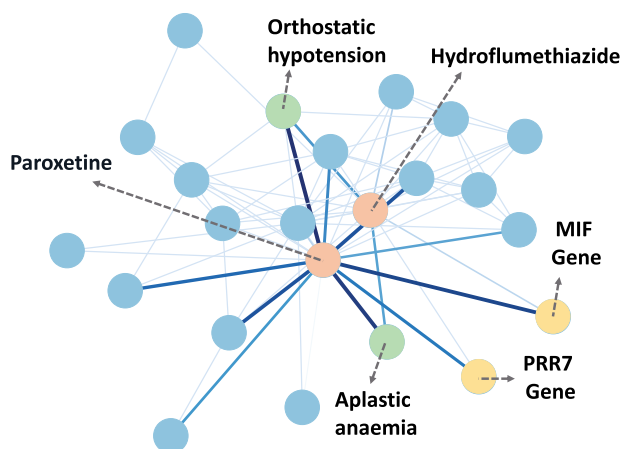 Orthostatic
hypotension
Hydroflumethiazide
Paroxetine
MIF
Gene
PRR7
Gene
Aplastic
anaemia